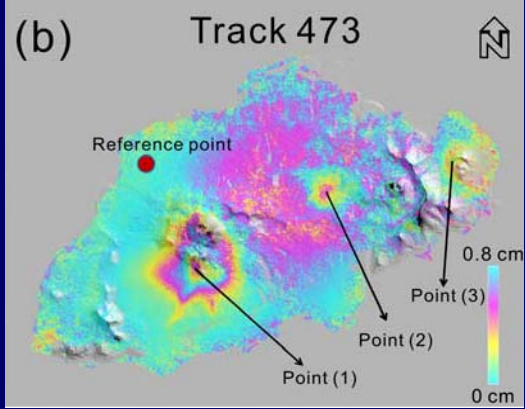 (b)
Track 473
N
Reference point
0.8 cm
Point (3)
Point (2)
Point (1)
0 cm